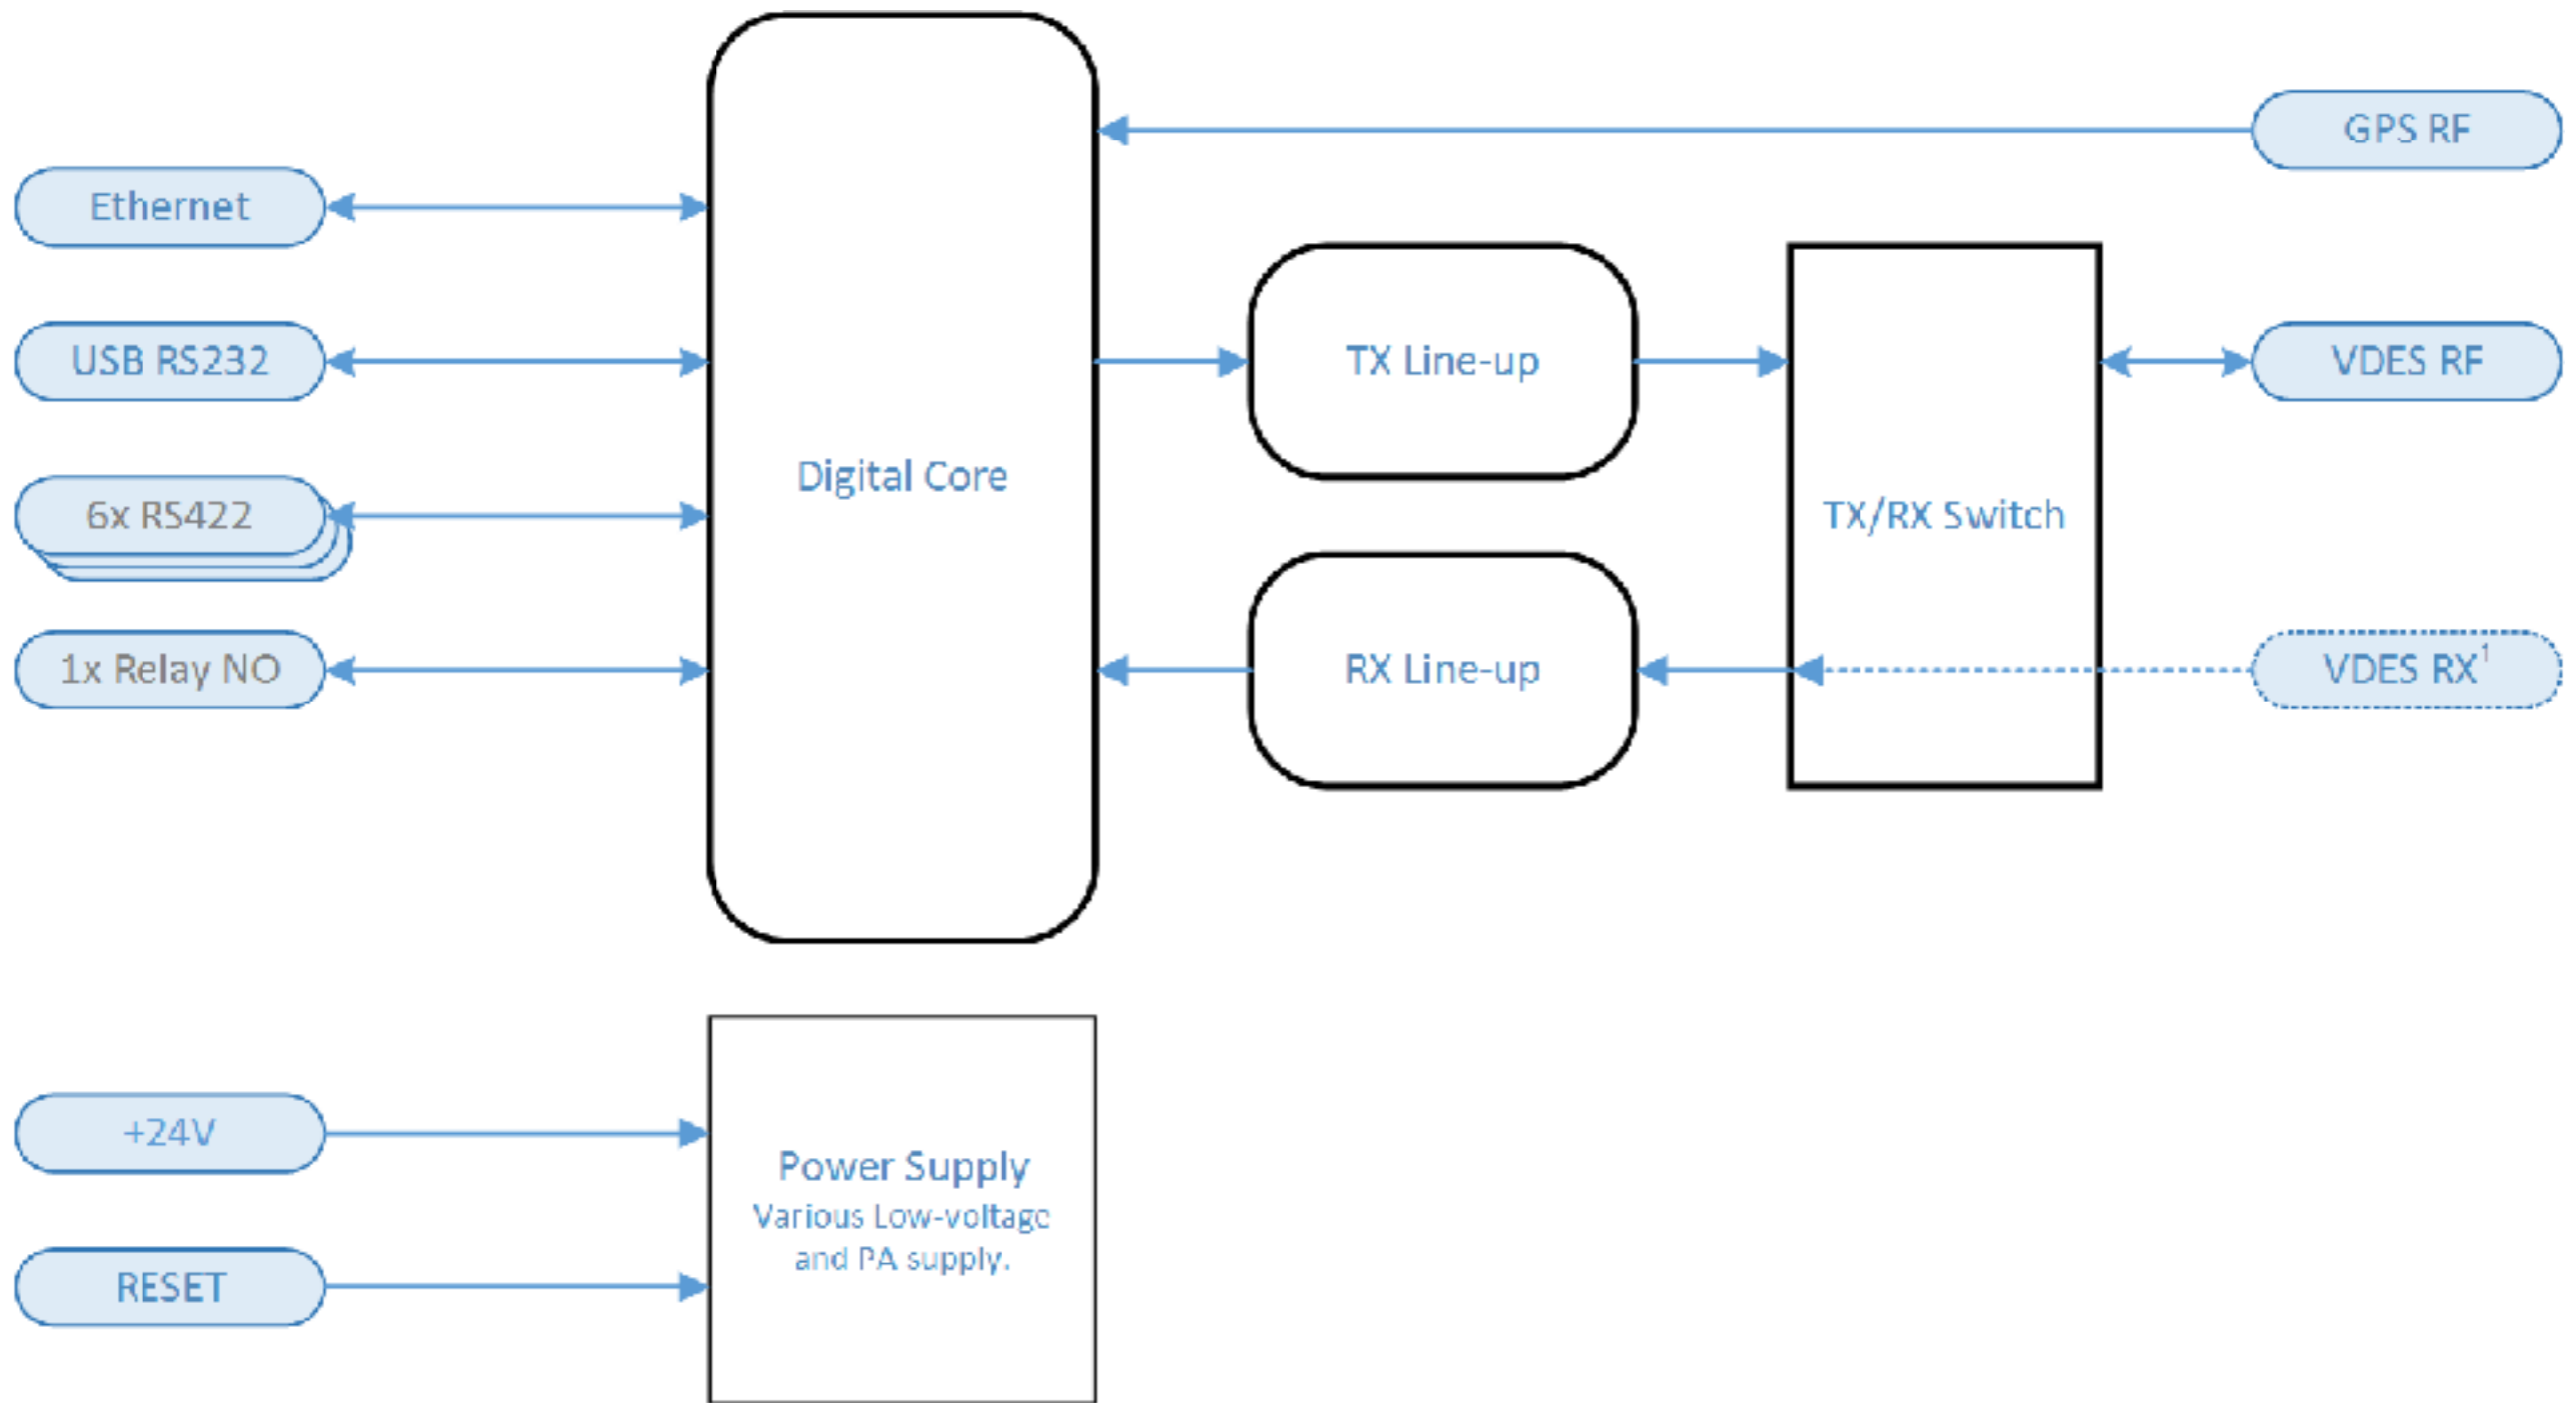 GPS RF
Ethernet
USB RS232
TX Line-up
VDES RF
Digital Core
6x RS422
TX/RX Switch
1x Relay NO
RX Line-up
VDES RX¹
+24V
Power Supply
Various Low-voltage
and PA supply.
RESET